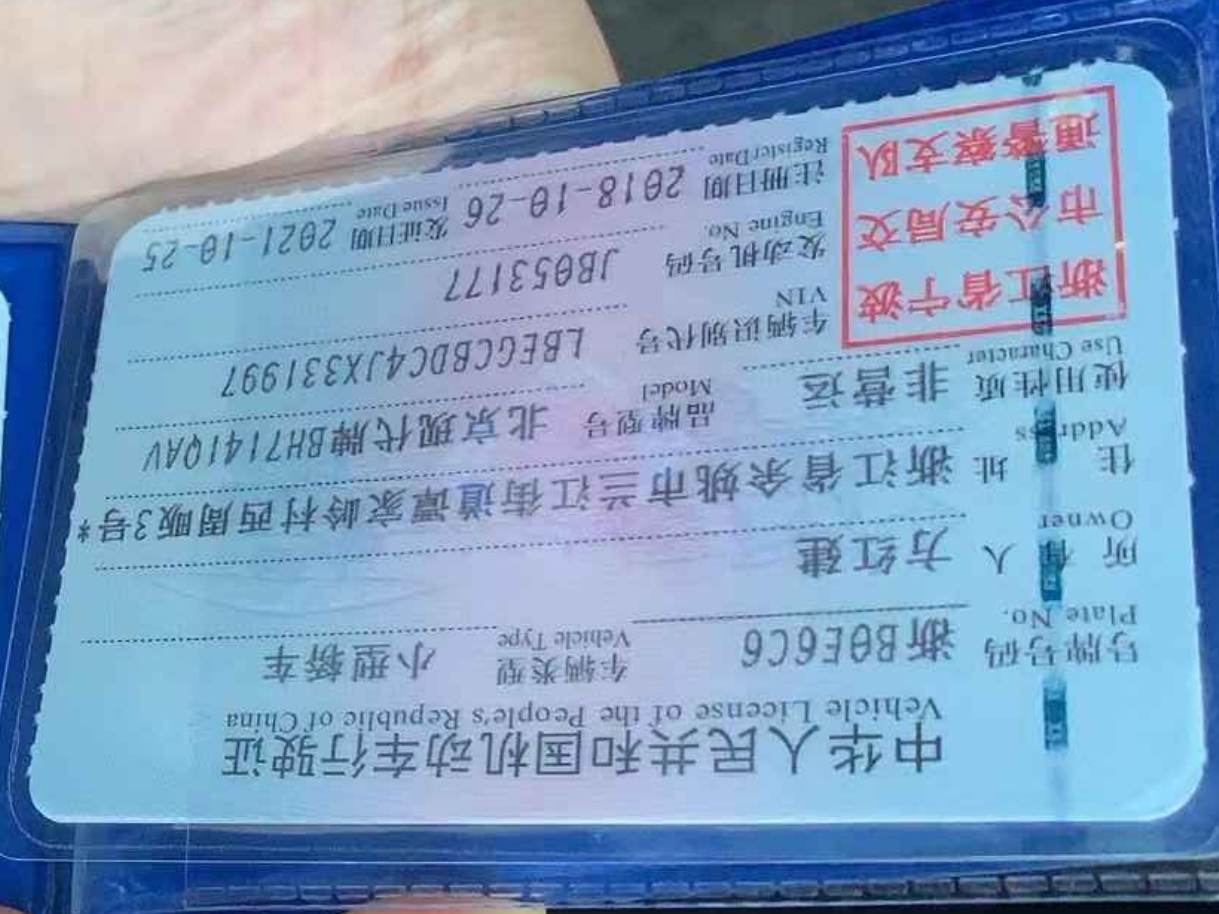 中华人民共和国机动车行驶证
Vehicle License of the People's Republic of China
号牌号码 浙B0E6C6 车辆类型 小型轿车
Plate No. Vehicle Type
所有人 方红建
Owner
住址 浙江省余姚市兰江街道谭家岭村西周畈3号*
Address
使用性质 非营运 品牌型号 北京现代牌BH7141QAV
Use Character Model
浙江省宁波
市公安局交
通警察支队
车辆识别代号 LBEGCBDC4JX331997
VIN
发动机号码 JB053177
Engine No.
注册日期 2018-10-26 发证日期 2021-10-25
RegisterDate Issue Date